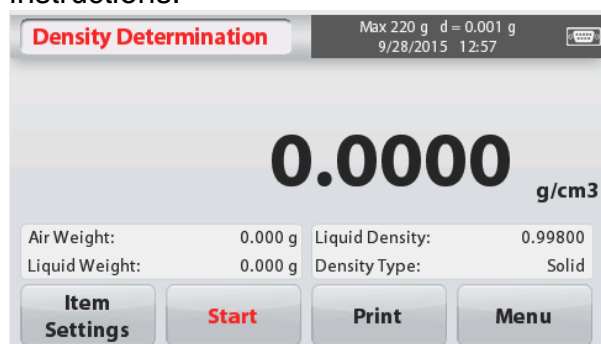 instructions.
Density Determination
Max 220 g d = 0.001 g
9/28/2015 12:57
0.0000
g/cm3
Air Weight: 0.000 g Liquid Density: 0.99800
Liquid Weight: 0.000 g Density Type: Solid
Item
Settings
Start
Print
Menu